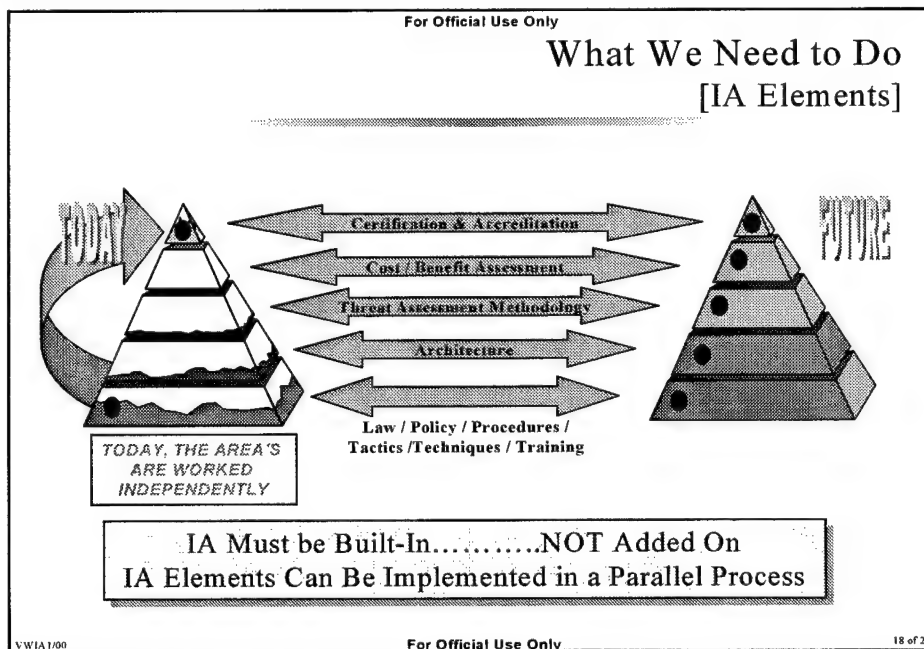 For Official Use Only
What We Need to Do
[IA Elements]
TODAY
FUTURE
Certification & Accreditation
Cost / Benefit Assessment
Threat Assessment Methodology
Architecture
Law / Policy / Procedures /
Tactics /Techniques / Training
TODAY, THE AREA'S
ARE WORKED
INDEPENDENTLY
IA Must be Built-In...........NOT Added On
IA Elements Can Be Implemented in a Parallel Process
VWIA1/00
For Official Use Only
18 of 2